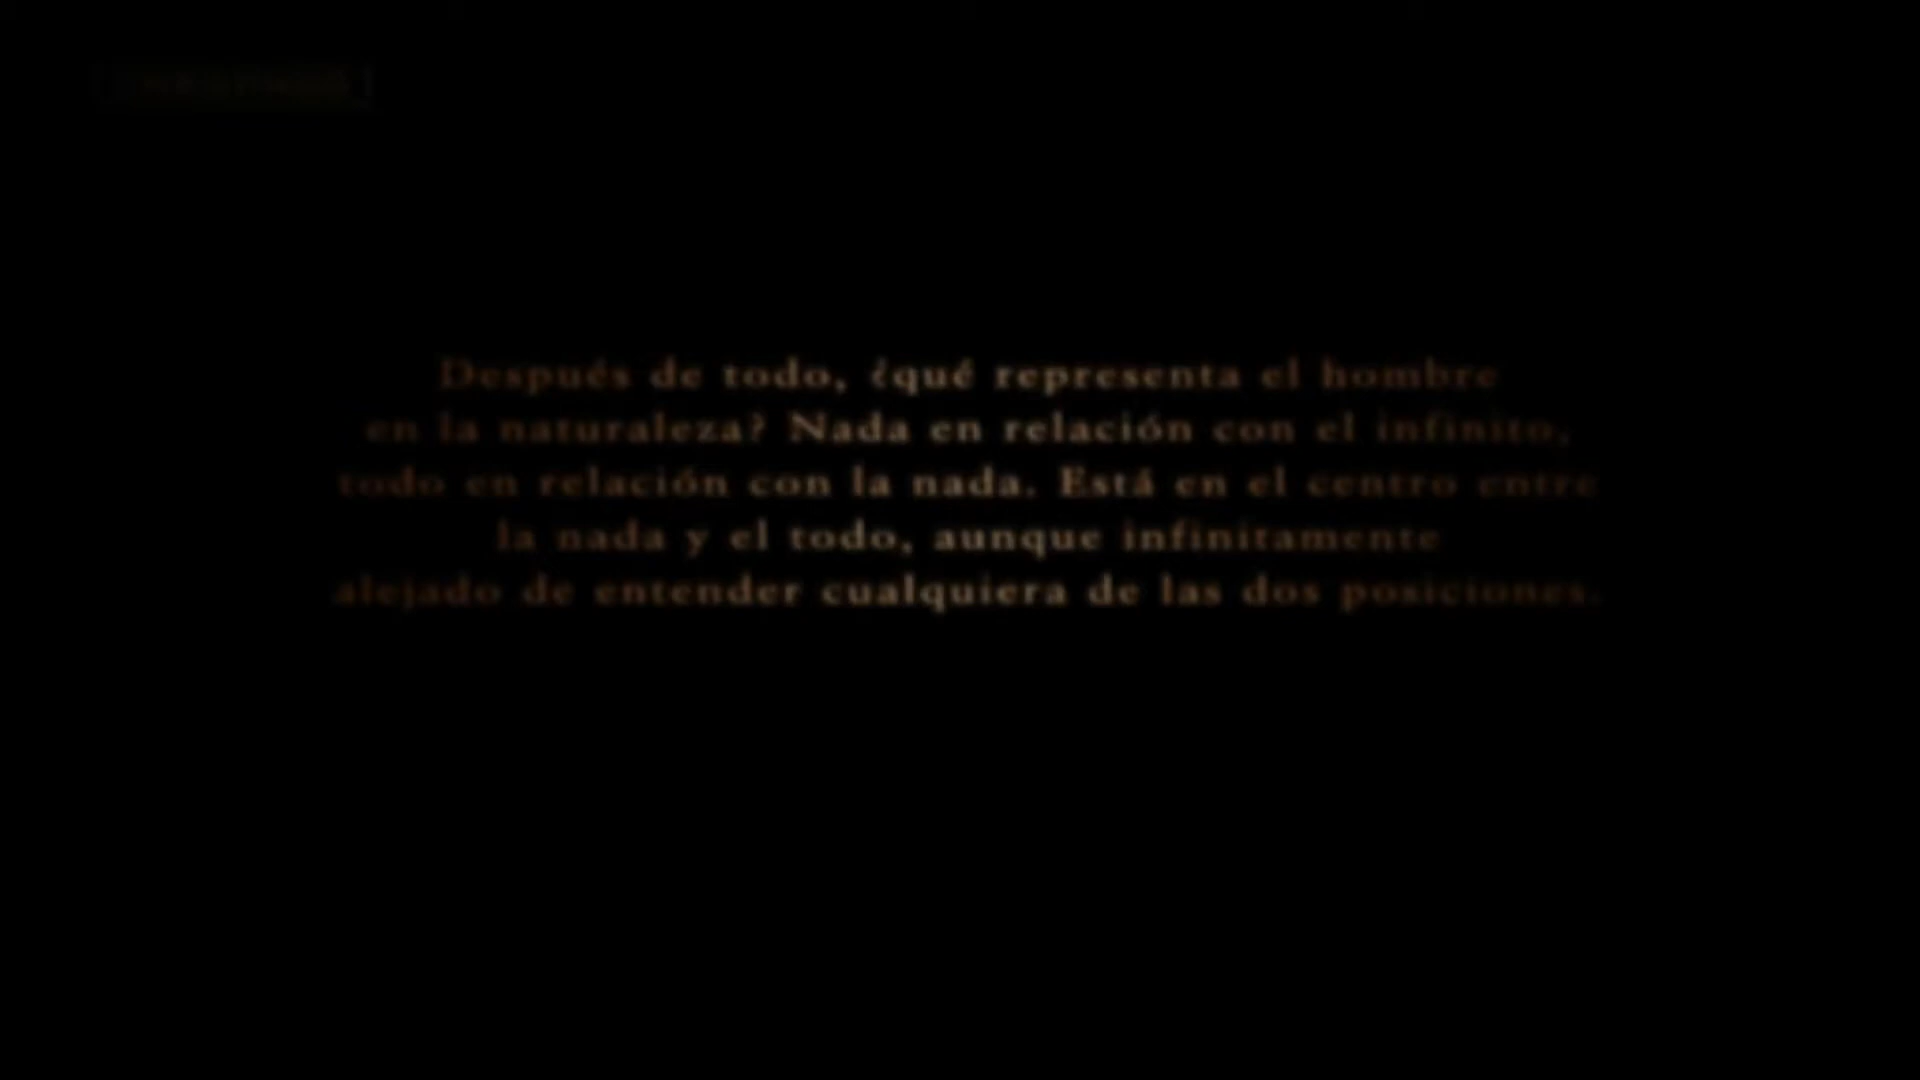 Después de todo, ¿qué representa el hombre
en la naturaleza? Nada en relación con el infinito,
todo en relación con la nada. Está en el centro entre
la nada y el todo, aunque infinitamente
alejado de entender cualquiera de las dos posiciones.